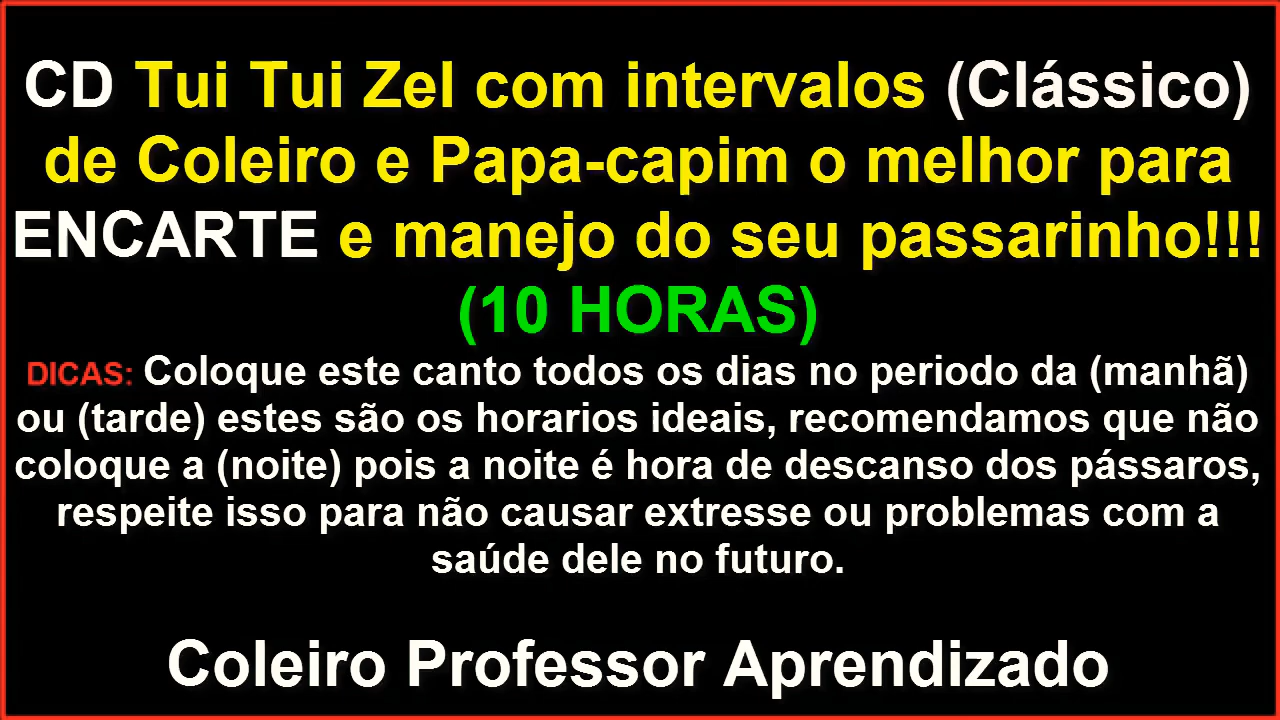 CD Tui Tui Zel com intervalos (Clássico)
de Coleiro e Papa-capim o melhor para
ENCARTE e manejo do seu passarinho!!!
(10 HORAS)
DICAS: Coloque este canto todos os dias no periodo da (manhã)
ou (tarde) estes são os horarios ideais, recomendamos que não
coloque a (noite) pois a noite é hora de descanso dos pássaros,
respeite isso para não causar extresse ou problemas com a
saúde dele no futuro.
Coleiro Professor Aprendizado